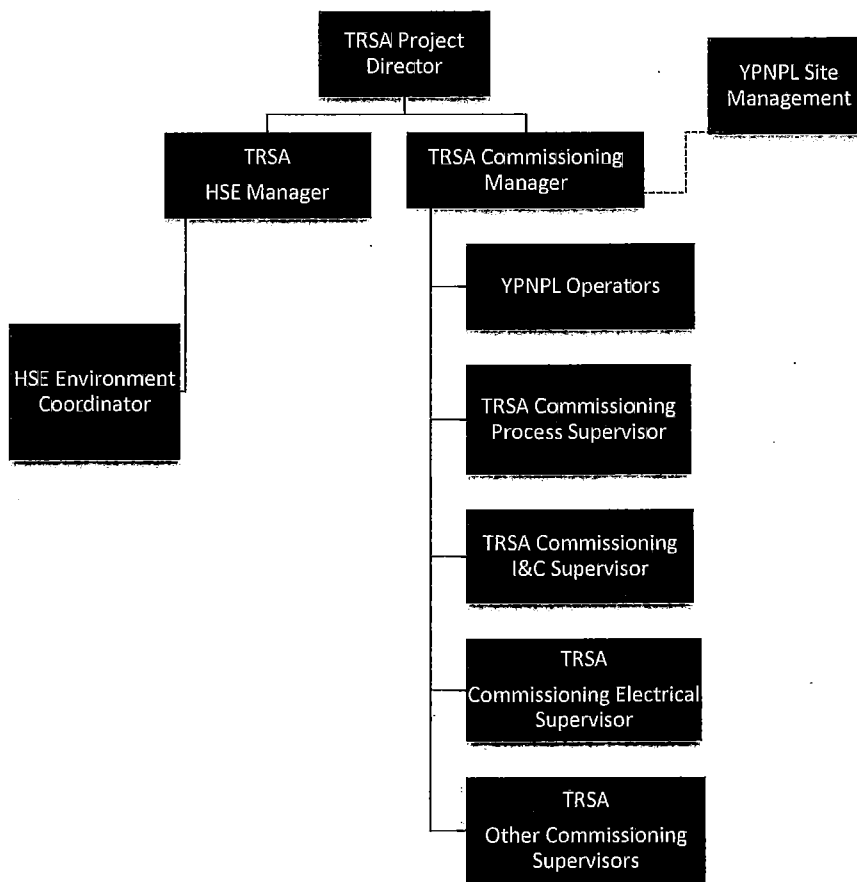 TRSA Project
Director
YPNPL Site
Management
TRSA
HSE Manager
TRSA Commissioning
Manager
YPNPL Operators
HSE Environment
Coordinator
TRSA Commissioning
Process Supervisor
TRSA Commissioning
I&C Supervisor
TRSA
Commissioning Electrical
Supervisor
TRSA
Other Commissioning
Supervisors